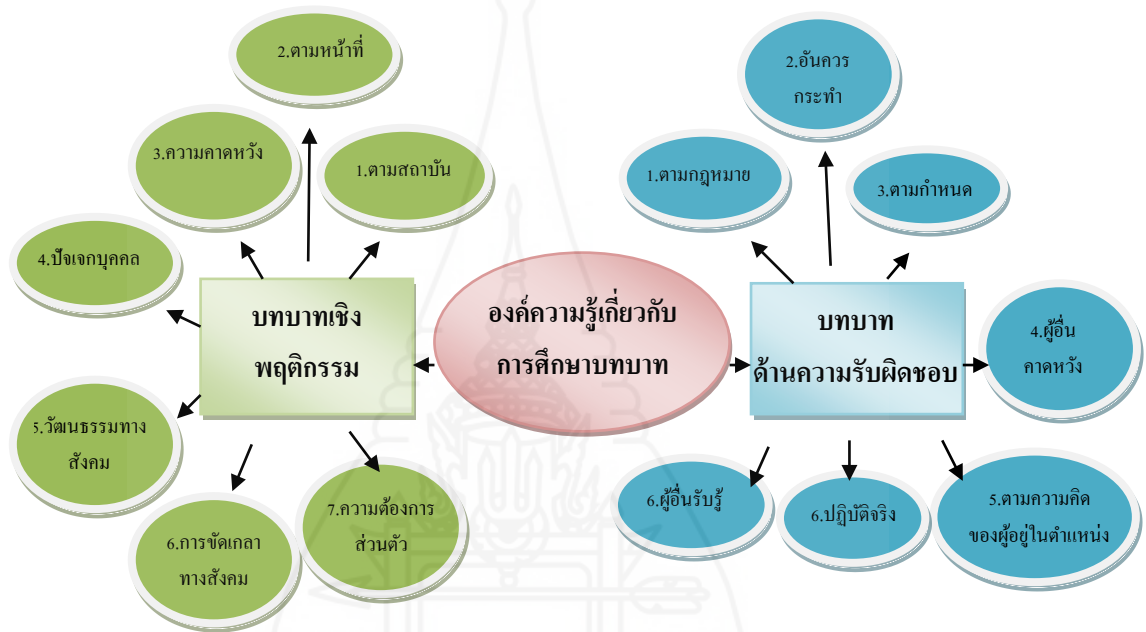 องค์ความรู้เกี่ยวกับ
การศึกษาบทบาท
บทบาทเชิง
พฤติกรรม
1.ตามสถาบัน
2.ตามหน้าที่
3.ความคาดหวัง
4.ปัจเจกบุคคล
5.วัฒนธรรมทาง
สังคม
6.การขัดเกลา
ทางสังคม
7.ความต้องการ
ส่วนตัว
บทบาท
ด้านความรับผิดชอบ
1.ตามกฎหมาย
2.อันควร
กระทำ
3.ตามกำหนด
4.ผู้อื่น
คาดหวัง
5.ตามความคิด
ของผู้อยู่ในตำแหน่ง
6.ปฏิบัติจริง
6.ผู้อื่นรับรู้